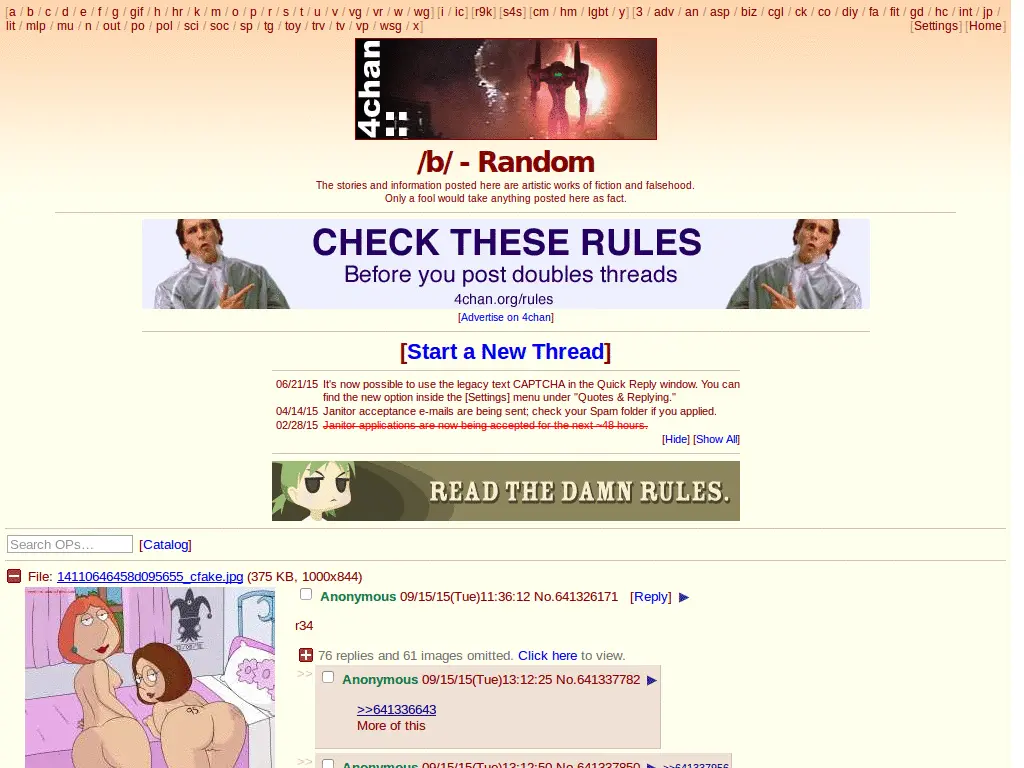 [a / b / c / d / e / f / g / gif / h / hr / k / m / o / p / r / s / t / u / v / vg / vr / w / wg] [i / ic] [r9k] [s4s] [cm / hm / lgbt / y] [3 / adv / an / asp / biz / cgl / ck / co / diy / fa / fit / gd / hc / int / jp /
lit / mlp / mu / n / out / po / pol / sci / soc / sp / tg / toy / trv / tv / vp / wsg / x]
[Settings] [Home]
4chan
/b/ - Random
The stories and information posted here are artistic works of fiction and falsehood.
Only a fool would take anything posted here as fact.
CHECK THESE RULES
Before you post doubles threads
4chan.org/rules
[Advertise on 4chan]
[Start a New Thread]
06/21/15 It's now possible to use the legacy text CAPTCHA in the Quick Reply window. You can
find the new option inside the [Settings] menu under "Quotes & Replying."
04/14/15 Janitor acceptance e-mails are being sent; check your Spam folder if you applied.
02/28/15 Janitor applications are now being accepted for the next ~48 hours.
[Hide] [Show All]
READ THE DAMN RULES.
Search OPs…
[Catalog]
File: 14110646458d095655_cfake.jpg (375 KB, 1000x844)
Anonymous 09/15/15(Tue)11:36:12 No.641326171 [Reply] ▶
r34
76 replies and 61 images omitted. Click here to view.
>> Anonymous 09/15/15(Tue)13:12:25 No.641337782 ▶
>>641336643
More of this
>> Anonymous 09/15/15(Tue)13:12:50 No.641337850 ▶ >>641337956